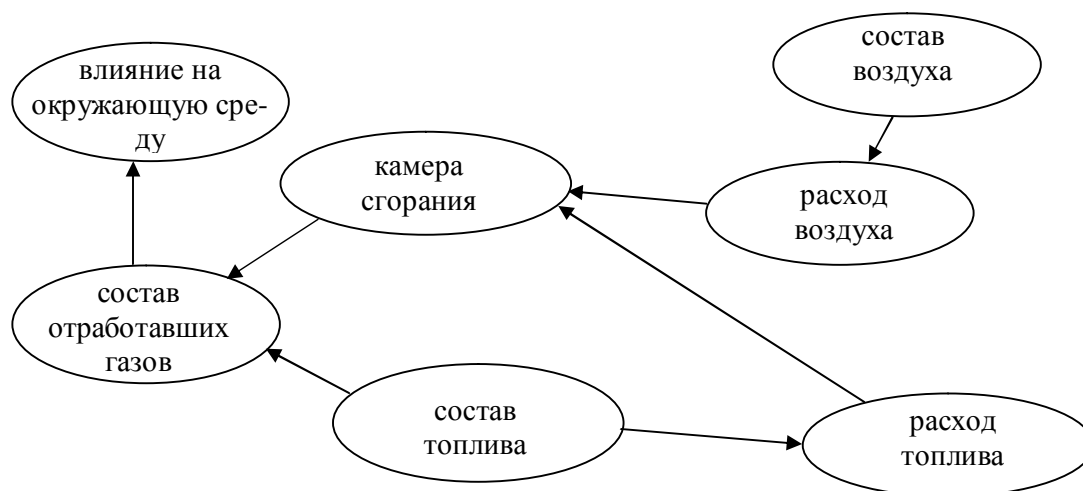 влияние на
окружающую сре-
ду
состав
воздуха
камера
сгорания
расход
воздуха
состав
отработавших
газов
состав
топлива
расход
топлива